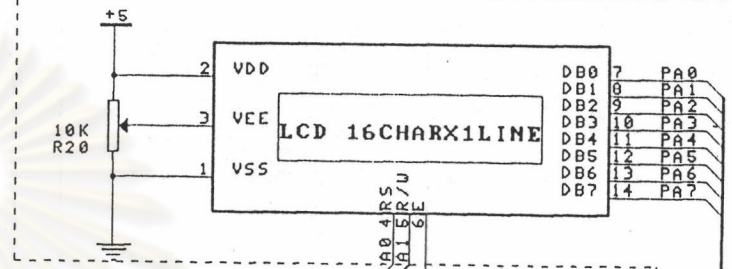 +5
2 VDD
3 VEE
1 VSS
10K
R20
LCD 16CHARX1LINE
DB0 7 PA0
DB1 8 PA1
DB2 9 PA2
DB3 10 PA3
DB4 11 PA4
DB5 12 PA5
DB6 13 PA6
DB7 14 PA7
A0 4 RS
A1 5 R/W
6 E